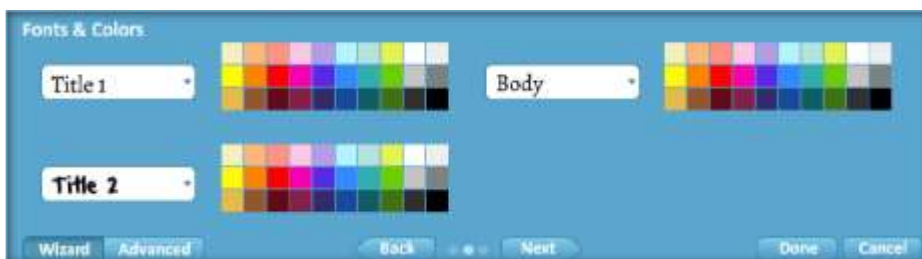 Fonts & Colors
Title 1
Body
Title 2
Wizard Advanced Back Next Done Cancel